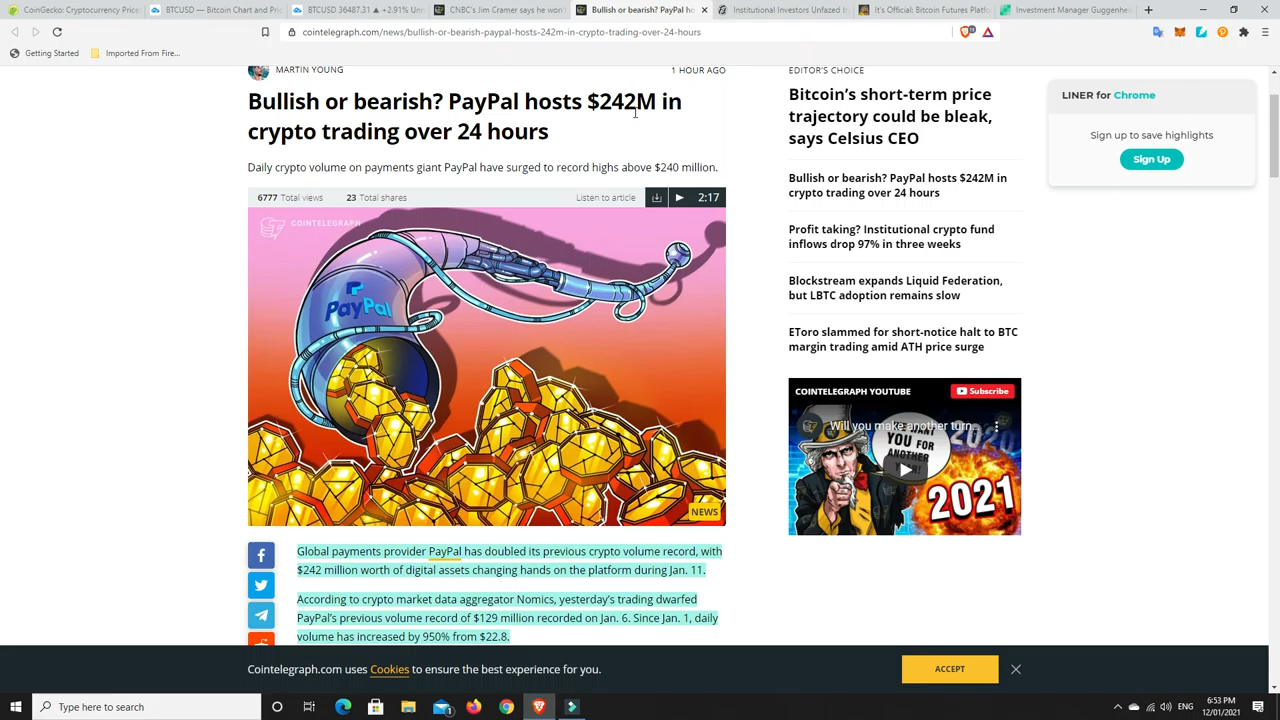 CoinGecko: Cryptocurrency Price
BTCUSD — Bitcoin Chart and Pric
BTCUSD 36487.31 ▲ +2.91% Unn
CNBC's Jim Cramer says he won'
Bullish or bearish? PayPal ho
Institutional Investors Unfazed b
It's Official: Bitcoin Futures Platfo
Investment Manager Guggenhe
cointelegraph.com/news/bullish-or-bearish-paypal-hosts-242m-in-crypto-trading-over-24-hours
Getting Started
Imported From Fire...
MARTIN YOUNG
1 HOUR AGO
Bullish or bearish? PayPal hosts $242M in
crypto trading over 24 hours
Daily crypto volume on payments giant PayPal have surged to record highs above $240 million.
6777 Total views
23 Total shares
Listen to article
2:17
COINTELEGRAPH
PayPal
NEWS
Global payments provider PayPal has doubled its previous crypto volume record, with
$242 million worth of digital assets changing hands on the platform during Jan. 11.
According to crypto market data aggregator Nomics, yesterday's trading dwarfed
PayPal's previous volume record of $129 million recorded on Jan. 6. Since Jan. 1, daily
volume has increased by 950% from $22.8.
EDITOR'S CHOICE
Bitcoin's short-term price
trajectory could be bleak,
says Celsius CEO
Bullish or bearish? PayPal hosts $242M in
crypto trading over 24 hours
Profit taking? Institutional crypto fund
inflows drop 97% in three weeks
Blockstream expands Liquid Federation,
but LBTC adoption remains slow
EToro slammed for short-notice halt to BTC
margin trading amid ATH price surge
COINTELEGRAPH YOUTUBE
Subscribe
Will you make another turn...
WANT
YOU FOR
ANOTHER
YEAR!
2020
2021
LINER for Chrome
Sign up to save highlights
Sign Up
Cointelegraph.com uses Cookies to ensure the best experience for you.
ACCEPT
Type here to search
ENG
6:53 PM
12/01/2021